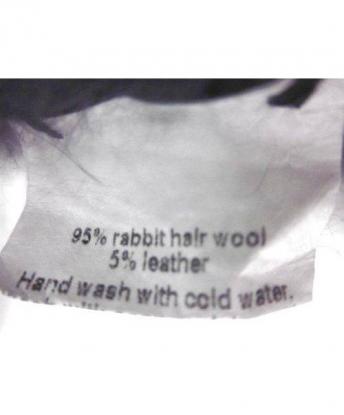 95% rabbit hair wool
5% leather
Hand wash with cold water.